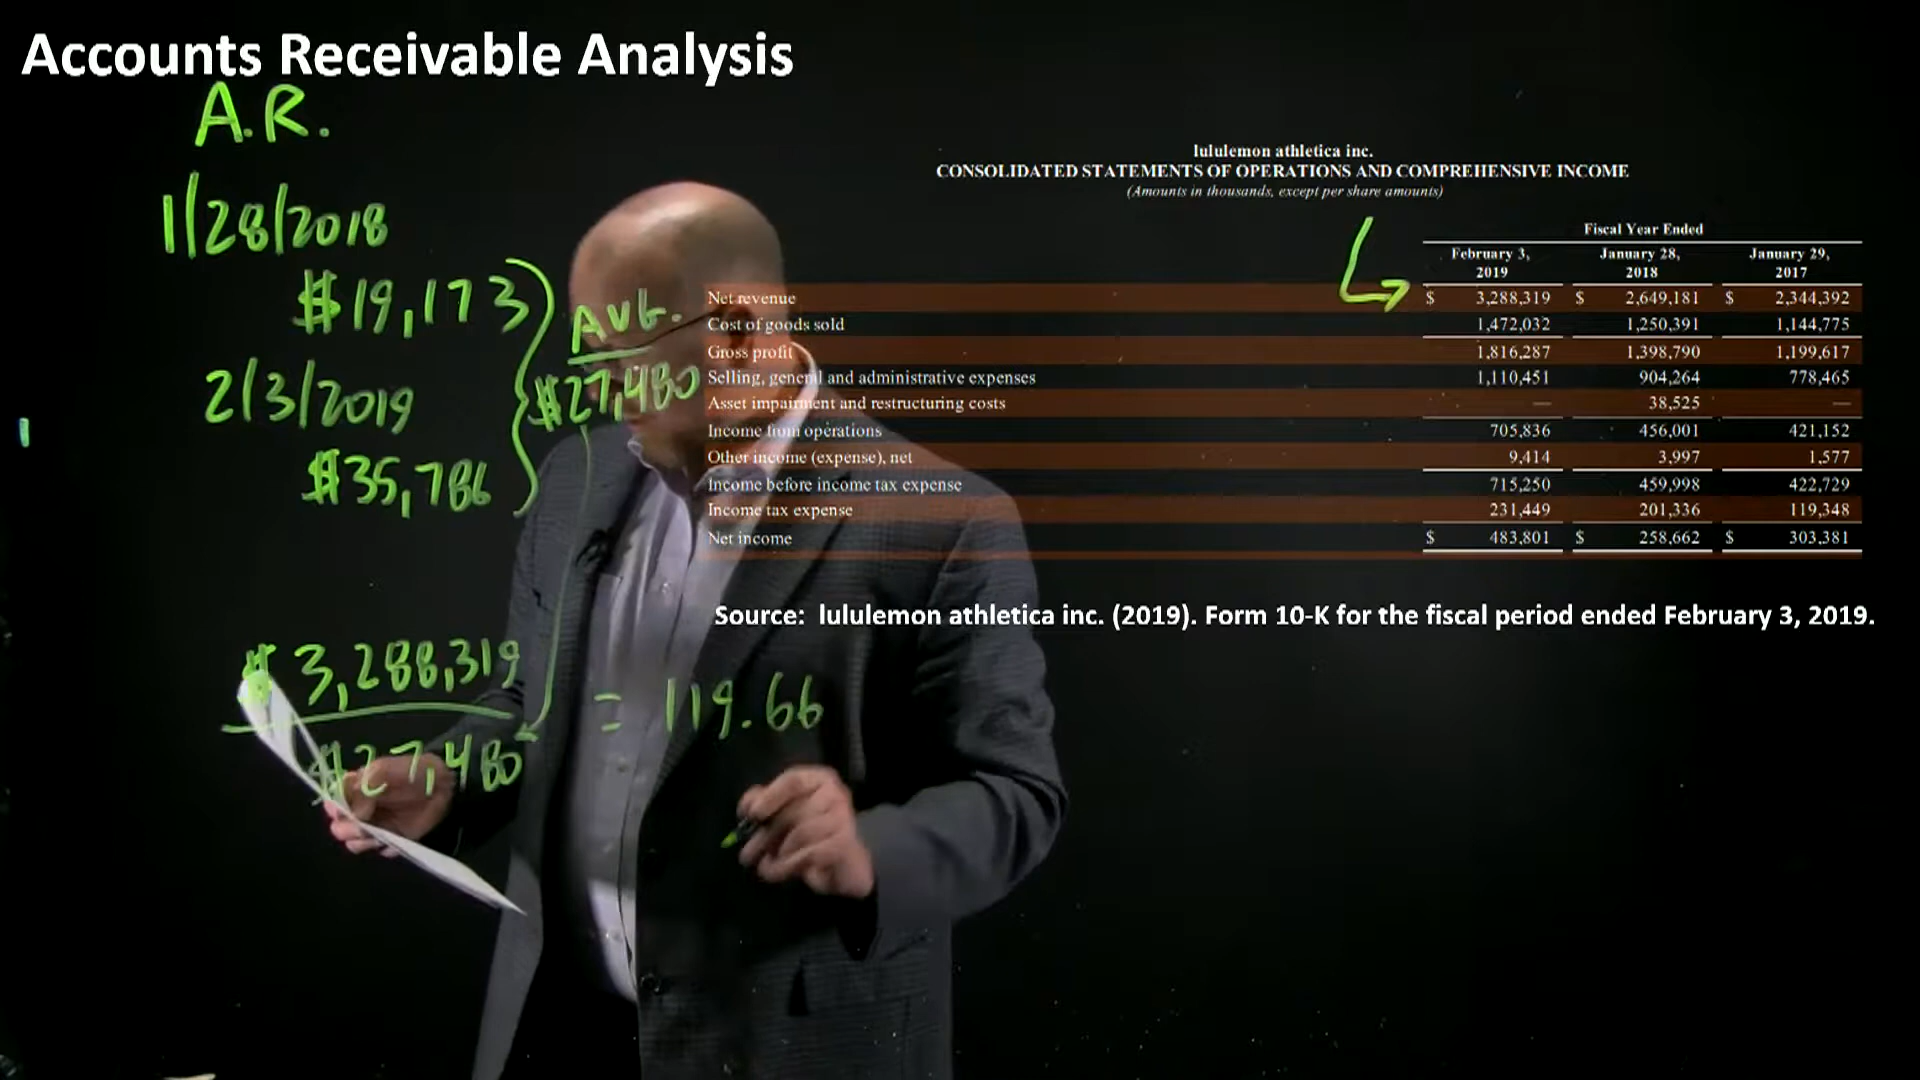 Accounts Receivable Analysis
A.R.
1/28/2018
$19,173
2/3/2019
$35,786
AVG.
$27,480
$3,288,319
$27,480
= 119.66
lululemon athletica inc.
CONSOLIDATED STATEMENTS OF OPERATIONS AND COMPREHENSIVE INCOME
(Amounts in thousands, except per share amounts)
Fiscal Year Ended
February 3, 2019 January 28, 2018 January 29, 2017
Net revenue $ 3,288,319 $ 2,649,181 $ 2,344,392
Cost of goods sold 1,472,032 1,250,391 1,144,775
Gross profit 1,816,287 1,398,790 1,199,617
Selling, general and administrative expenses 1,110,451 904,264 778,465
Asset impairment and restructuring costs — 38,525 —
Income from operations 705,836 456,001 421,152
Other income (expense), net 9,414 3,997 1,577
Income before income tax expense 715,250 459,998 422,729
Income tax expense 231,449 201,336 119,348
Net income $ 483,801 $ 258,662 $ 303,381
Source: lululemon athletica inc. (2019). Form 10-K for the fiscal period ended February 3, 2019.